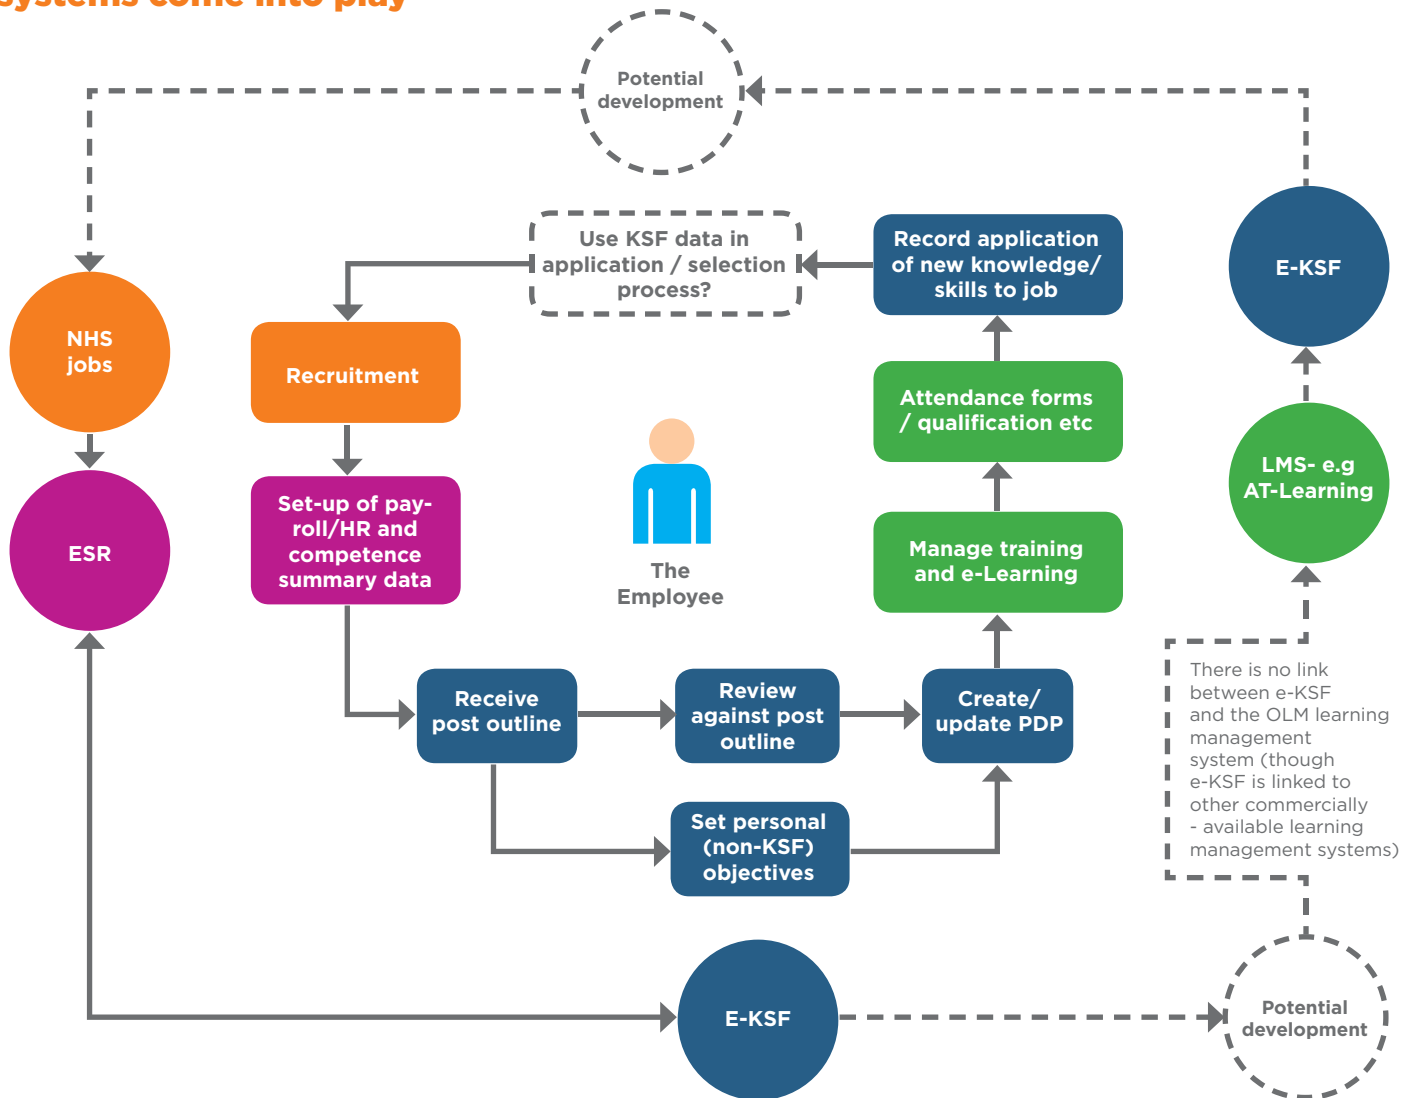 systems come into play
Potential
development
Use KSF data in
application / selection
process?
Record application
of new knowledge/
skills to job
E-KSF
NHS
jobs
Recruitment
Attendance forms
/ qualification etc
LMS- e.g
AT-Learning
ESR
Set-up of pay-
roll/HR and
competence
summary data
The
Employee
Manage training
and e-Learning
Receive
post outline
Review
against post
outline
Create/
update PDP
There is no link
between e-KSF
and the OLM learning
management
system (though
e-KSF is linked to
other commercially
- available learning
management systems)
Set personal
(non-KSF)
objectives
E-KSF
Potential
development